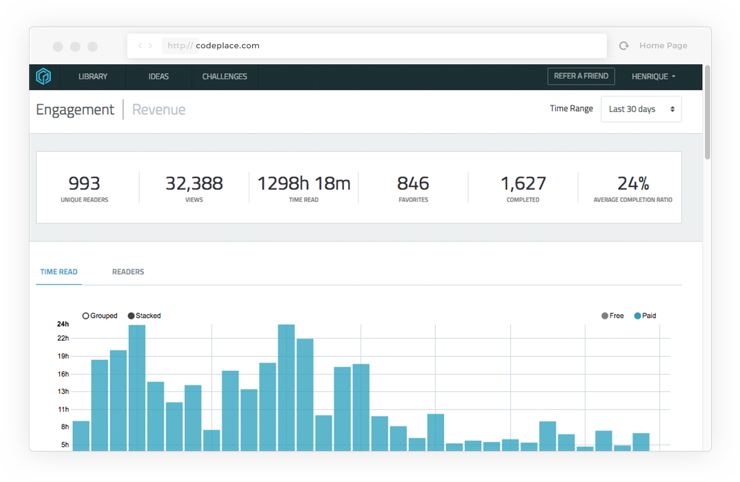 http:// codeplace.com
Home Page
LIBRARY IDEAS CHALLENGES REFER A FRIEND HENRIQUE
Engagement | Revenue Time Range Last 30 days
993 32,388 1298h 18m 846 1,627 24%
UNIQUE READERS VIEWS TIME READ FAVORITES COMPLETED AVERAGE COMPLETION RATIO
TIME READ READERS
Grouped Stacked Free Paid
24h
22h
19h
16h
13h
11h
8h
5h